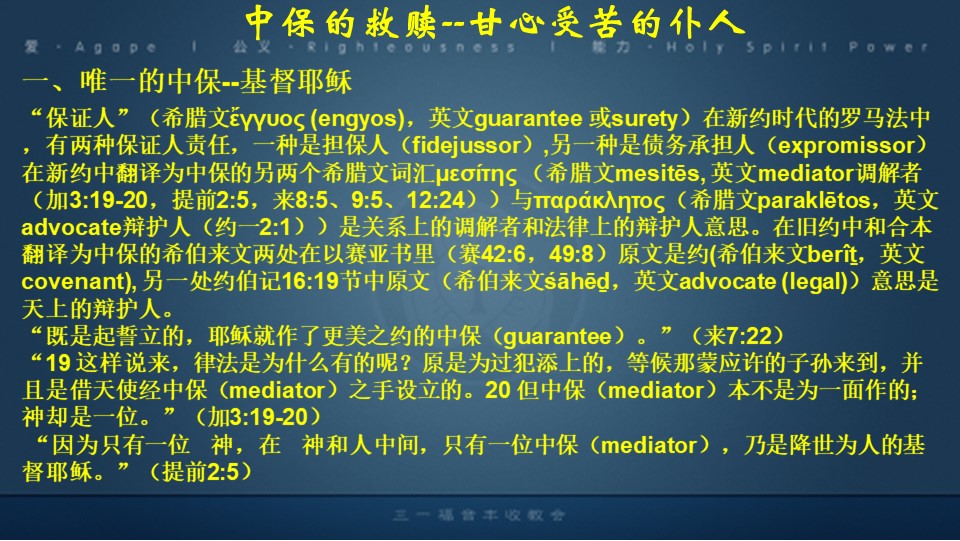 中保的救赎--甘心受苦的仆人
爱 · Agape | 公义 · Righteousness | 能力 · Holy Spirit Power
一、唯一的中保--基督耶稣
“保证人”（希腊文ἔγγυος (engyos)，英文guarantee 或surety）在新约时代的罗马法中
，有两种保证人责任，一种是担保人（fidejussor）,另一种是债务承担人（expromissor）
在新约中翻译为中保的另两个希腊文词汇μεσίτης （希腊文mesitēs, 英文mediator调解者
（加3:19-20，提前2:5，来8:5、9:5、12:24））与παράκλητος（希腊文paraklētos，英文
advocate辩护人（约一2:1））是关系上的调解者和法律上的辩护人意思。在旧约中和合本
翻译为中保的希伯来文两处在以赛亚书里（赛42:6，49:8）原文是约(希伯来文berîṯ，英文
covenant), 另一处约伯记16:19节中原文（希伯来文śāhēḏ，英文advocate (legal)）意思是
天上的辩护人。
“既是起誓立的，耶稣就作了更美之约的中保（guarantee）。”（来7:22）
“19 这样说来，律法是为什么有的呢？原是为过犯添上的，等候那蒙应许的子孙来到，并
且是借天使经中保（mediator）之手设立的。20 但中保（mediator）本不是为一面作的；
神却是一位。”（加3:19-20）
“因为只有一位　神，在　神和人中间，只有一位中保（mediator），乃是降世为人的基
督耶稣。”（提前2:5）
三一福音丰收教会